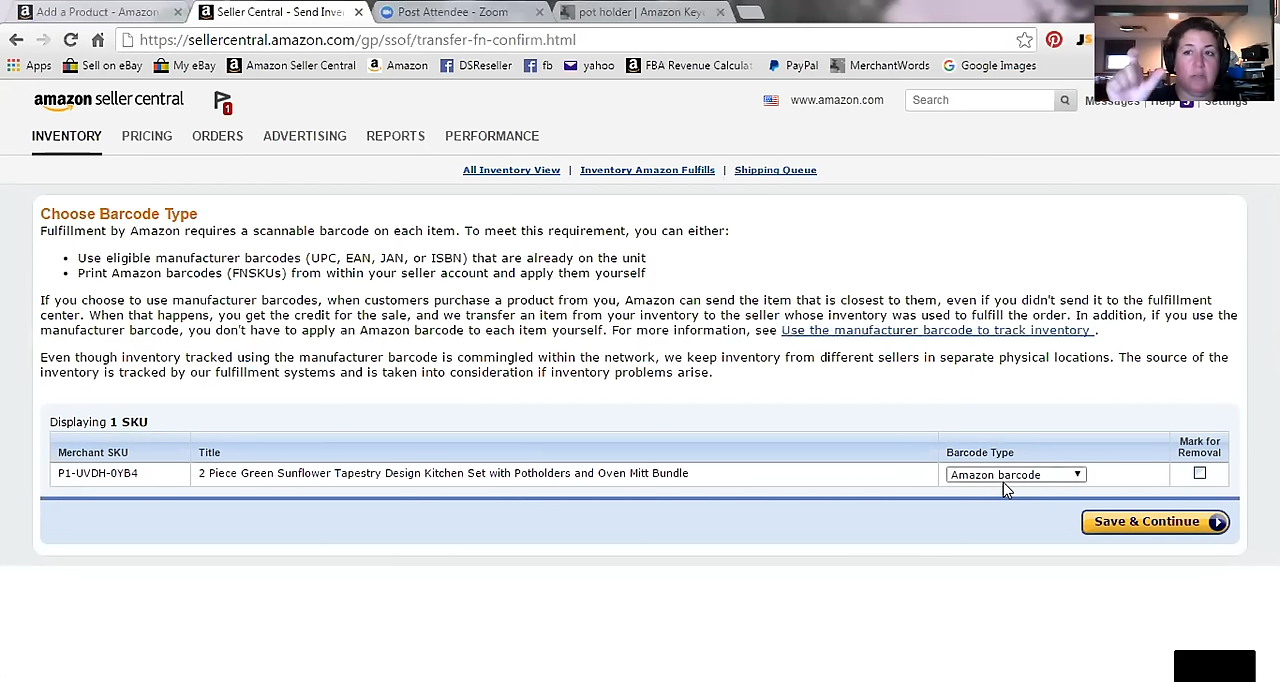 Add a Product - Amazon
Seller Central - Send Inve
Post Attendee - Zoom
pot holder | Amazon Key
https://sellercentral.amazon.com/gp/ssof/transfer-fn-confirm.html
Apps Sell on eBay My eBay Amazon Seller Central Amazon DSR fb yahoo FBA Revenue Calcula PayPal MerchantWords Google Images
amazon seller central
1
www.amazon.com
Search
Messages | Help Settings
INVENTORY PRICING ORDERS ADVERTISING REPORTS PERFORMANCE
All Inventory View | Inventory Amazon Fulfills | Shipping Queue
Choose Barcode Type
Fulfillment by Amazon requires a scannable barcode on each item. To meet this requirement, you can either:
• Use eligible manufacturer barcodes (UPC, EAN, JAN, or ISBN) that are already on the unit
• Print Amazon barcodes (FNSKUs) from within your seller account and apply them yourself
If you choose to use manufacturer barcodes, when customers purchase a product from you, Amazon can send the item that is closest to them, even if you didn't send it to the fulfillment
center. When that happens, you get the credit for the sale, and we transfer an item from your inventory to the seller whose inventory was used to fulfill the order. In addition, if you use the
manufacturer barcode, you don't have to apply an Amazon barcode to each item yourself. For more information, see Use the manufacturer barcode to track inventory .
Even though inventory tracked using the manufacturer barcode is commingled within the network, we keep inventory from different sellers in separate physical locations. The source of the
inventory is tracked by our fulfillment systems and is taken into consideration if inventory problems arise.
Displaying 1 SKU
Merchant SKU Title Barcode Type Mark for Removal
P1-UVDH-0YB4 2 Piece Green Sunflower Tapestry Design Kitchen Set with Potholders and Oven Mitt Bundle Amazon barcode
Save & Continue